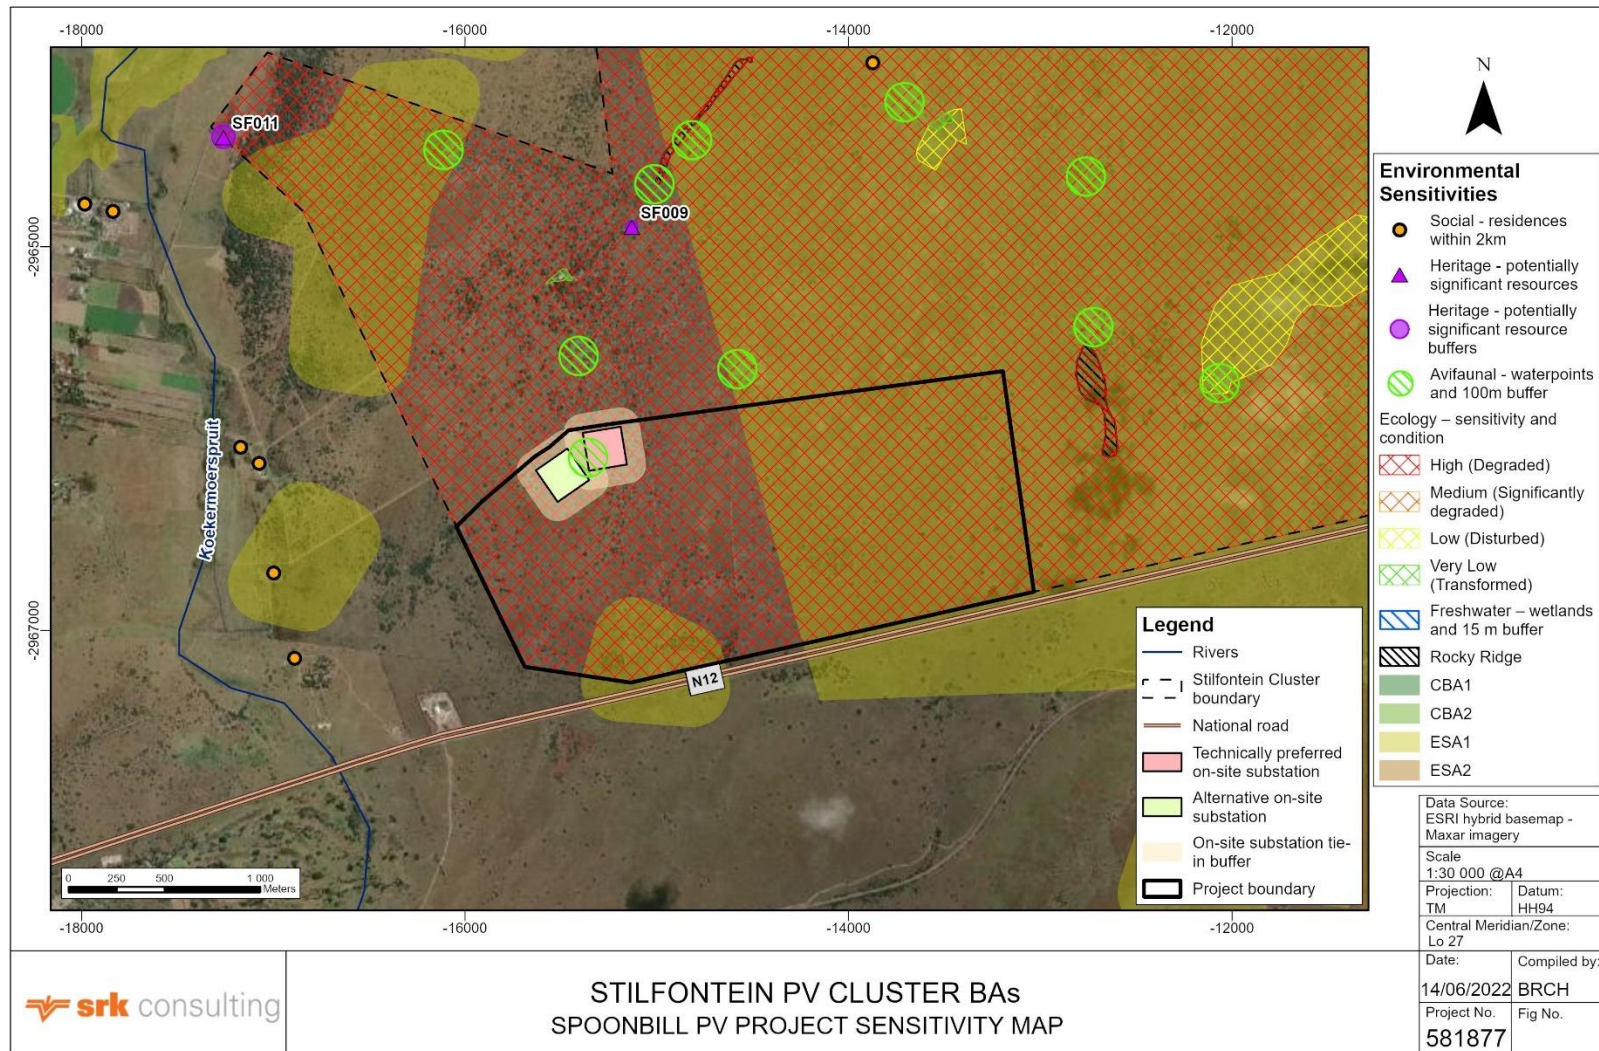 -18000
-16000
-14000
-12000
N
SF011
SF009
-2965000
-2967000
Koekermoerspruit
N12
0 250 500 1 000
Meters
Legend
Rivers
Stilfontein Cluster
boundary
National road
Technically preferred
on-site substation
Alternative on-site
substation
On-site substation tie-
in buffer
Project boundary
-18000
-16000
-14000
-12000
Environmental
Sensitivities
Social - residences
within 2km
Heritage - potentially
significant resources
Heritage - potentially
significant resource
buffers
Avifaunal - waterpoints
and 100m buffer
Ecology – sensitivity and
condition
High (Degraded)
Medium (Significantly
degraded)
Low (Disturbed)
Very Low
(Transformed)
Freshwater – wetlands
and 15 m buffer
Rocky Ridge
CBA1
CBA2
ESA1
ESA2
Data Source:
ESRI hybrid basemap -
Maxar imagery
Scale
1:30 000 @A4
Projection: Datum:
TM HH94
Central Meridian/Zone:
Lo 27
Date: Compiled by:
14/06/2022 BRCH
Project No. Fig No.
581877
srk consulting
STILFONTEIN PV CLUSTER BAs
SPOONBILL PV PROJECT SENSITIVITY MAP